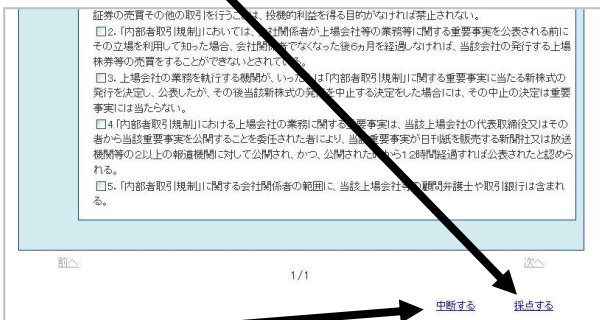 証券の売買その他の取引を行うことは、投機的利益を得る目的がなければ禁止されない。
□2.「内部者取引規制」においては、会社関係者が上場会社等の業務等に関する重要事実を公表される前に
その立場を利用して知った場合、会社関係者でなくなった後6ヵ月を経過しなければ、当該会社の発行する上場
株券等の売買をすることができないとされている。
□3. 上場会社の業務を執行する機関が、いったんは「内部者取引規制」に関する重要事実に当たる新株式の
発行を決定し、公表したが、その後当該新株式の発行を中止する決定をした場合には、その中止の決定は重要
事実には当たらない。
□4.「内部者取引規制」における上場会社の業務に関する重要事実は、当該上場会社の代表取締役又はその
者から当該重要事実を公開することを委任された者により、当該重要事実が日刊紙を販売する新聞社又は放送
機関等の2以上の報道機関に対して公開され、かつ、公開された時から12時間経過すれば公表されたと認めら
れる。
□5.「内部者取引規制」に関する会社関係者の範囲に、当該上場会社等の顧問弁護士や取引銀行は含まれ
る。
前へ 次へ
1/1
中断する 採点する